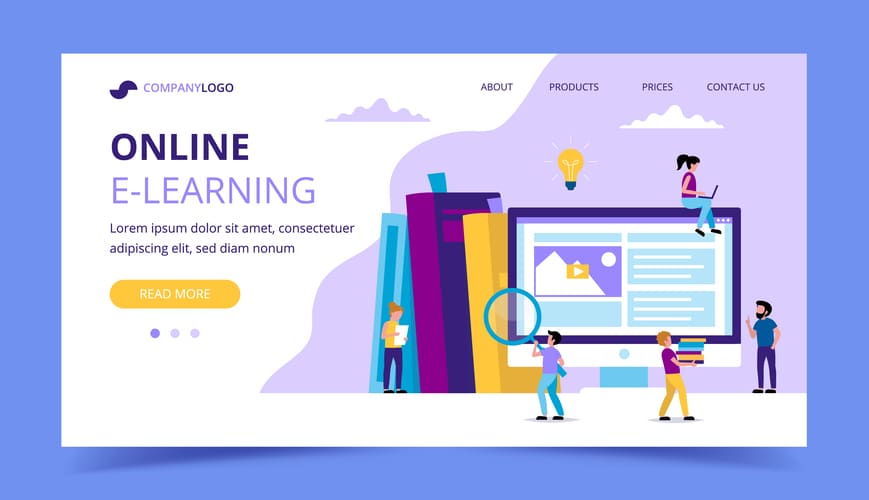 COMPANYLOGO
ABOUT PRODUCTS PRICES CONTACT US
ONLINE
E-LEARNING
Lorem ipsum dolor sit amet, consectetuer
adipiscing elit, sed diam nonum
READ MORE